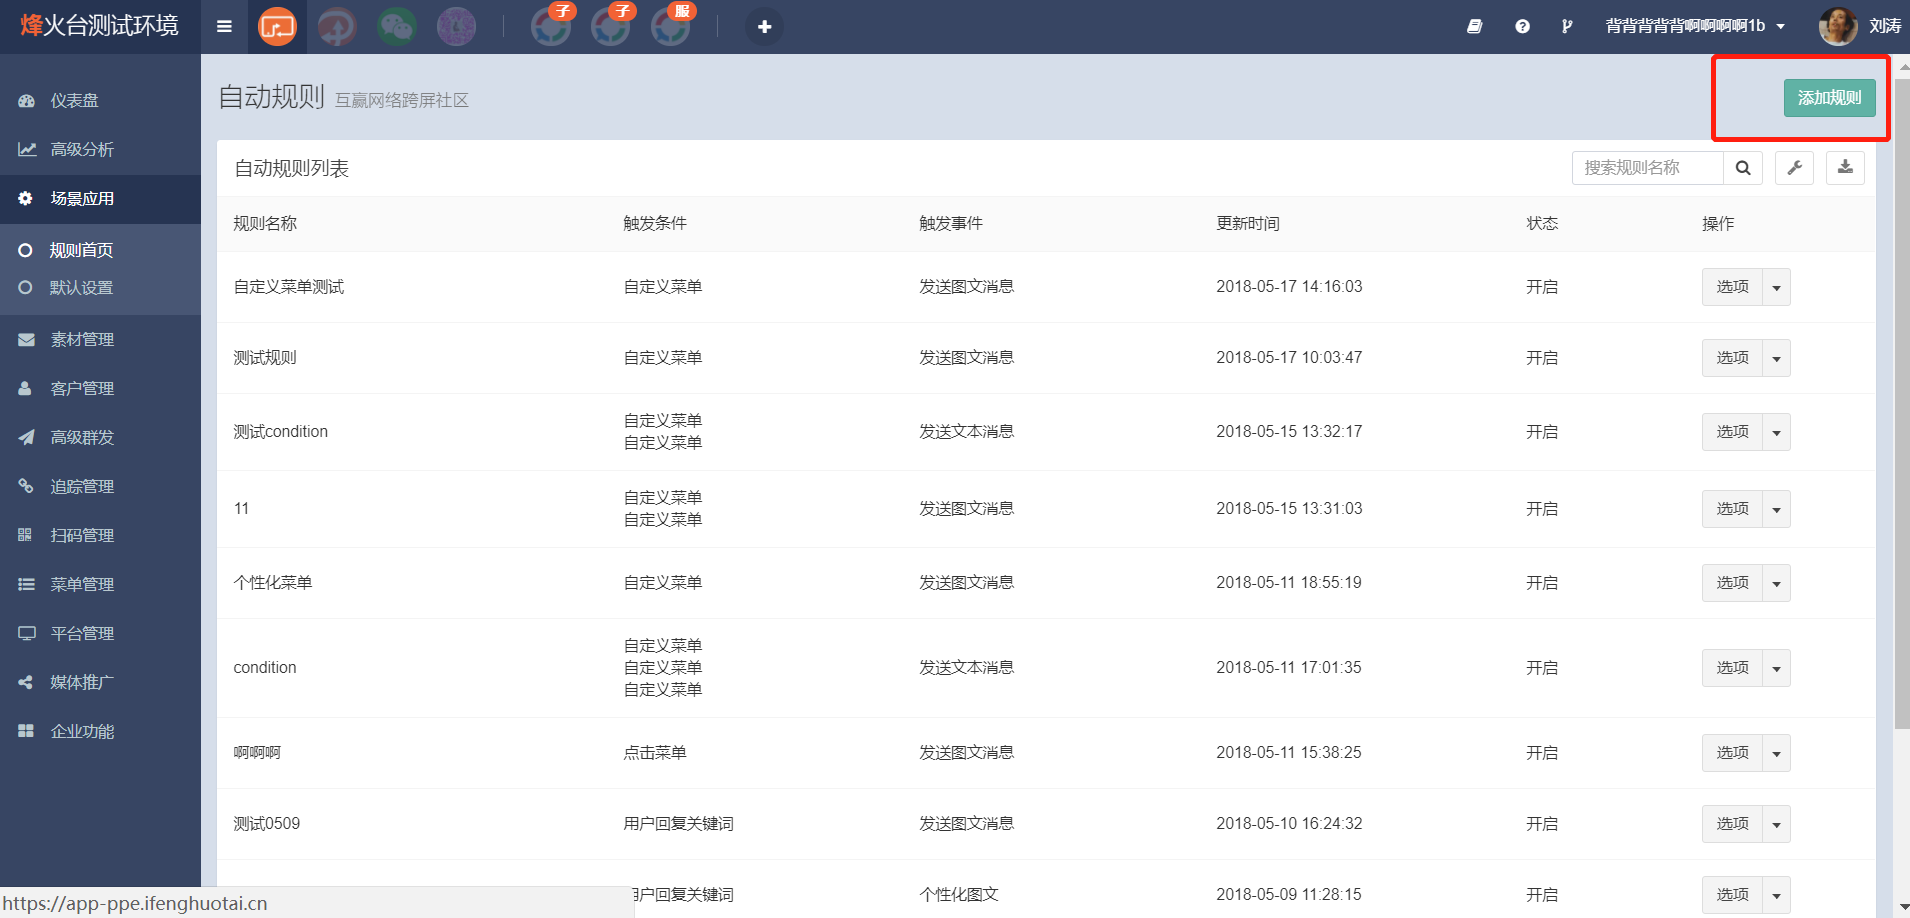 烽火台测试环境
子
子
服
背背背背背啊啊啊啊1b
刘涛
仪表盘
高级分析
场景应用
规则首页
默认设置
素材管理
客户管理
高级群发
追踪管理
扫码管理
菜单管理
平台管理
媒体推广
企业功能
自动规则 互赢网络跨屏社区
添加规则
自动规则列表
搜索规则名称
规则名称 触发条件 触发事件 更新时间 状态 操作
自定义菜单测试 自定义菜单 发送图文消息 2018-05-17 14:16:03 开启 选项
测试规则 自定义菜单 发送图文消息 2018-05-17 10:03:47 开启 选项
自定义菜单
测试condition 发送文本消息 2018-05-15 13:32:17 开启 选项
自定义菜单
自定义菜单
11 发送图文消息 2018-05-15 13:31:03 开启 选项
自定义菜单
个性化菜单 自定义菜单 发送图文消息 2018-05-11 18:55:19 开启 选项
自定义菜单
condition 自定义菜单 发送文本消息 2018-05-11 17:01:35 开启 选项
自定义菜单
啊啊啊 点击菜单 发送图文消息 2018-05-11 15:38:25 开启 选项
测试0509 用户回复关键词 发送图文消息 2018-05-10 16:24:32 开启 选项
用户回复关键词 个性化图文 2018-05-09 11:28:15 开启 选项
https://app-ppe.ifenghuotai.cn